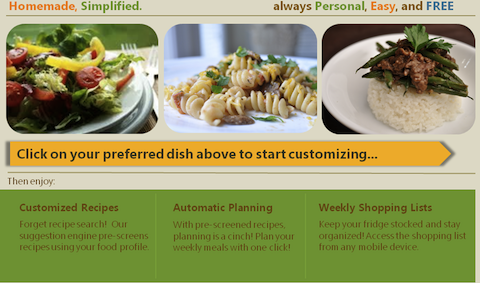 Homemade, Simplified. always Personal, Easy, and FREE
Click on your preferred dish above to start customizing...
Then enjoy:
Customized Recipes
Forget recipe search! Our
suggestion engine pre-screens
recipes using your food profile.
Automatic Planning
With pre-screened recipes,
planning is a cinch! Plan your
weekly meals with one click!
Weekly Shopping Lists
Keep your fridge stocked and stay
organized! Access the shopping list
from any mobile device.